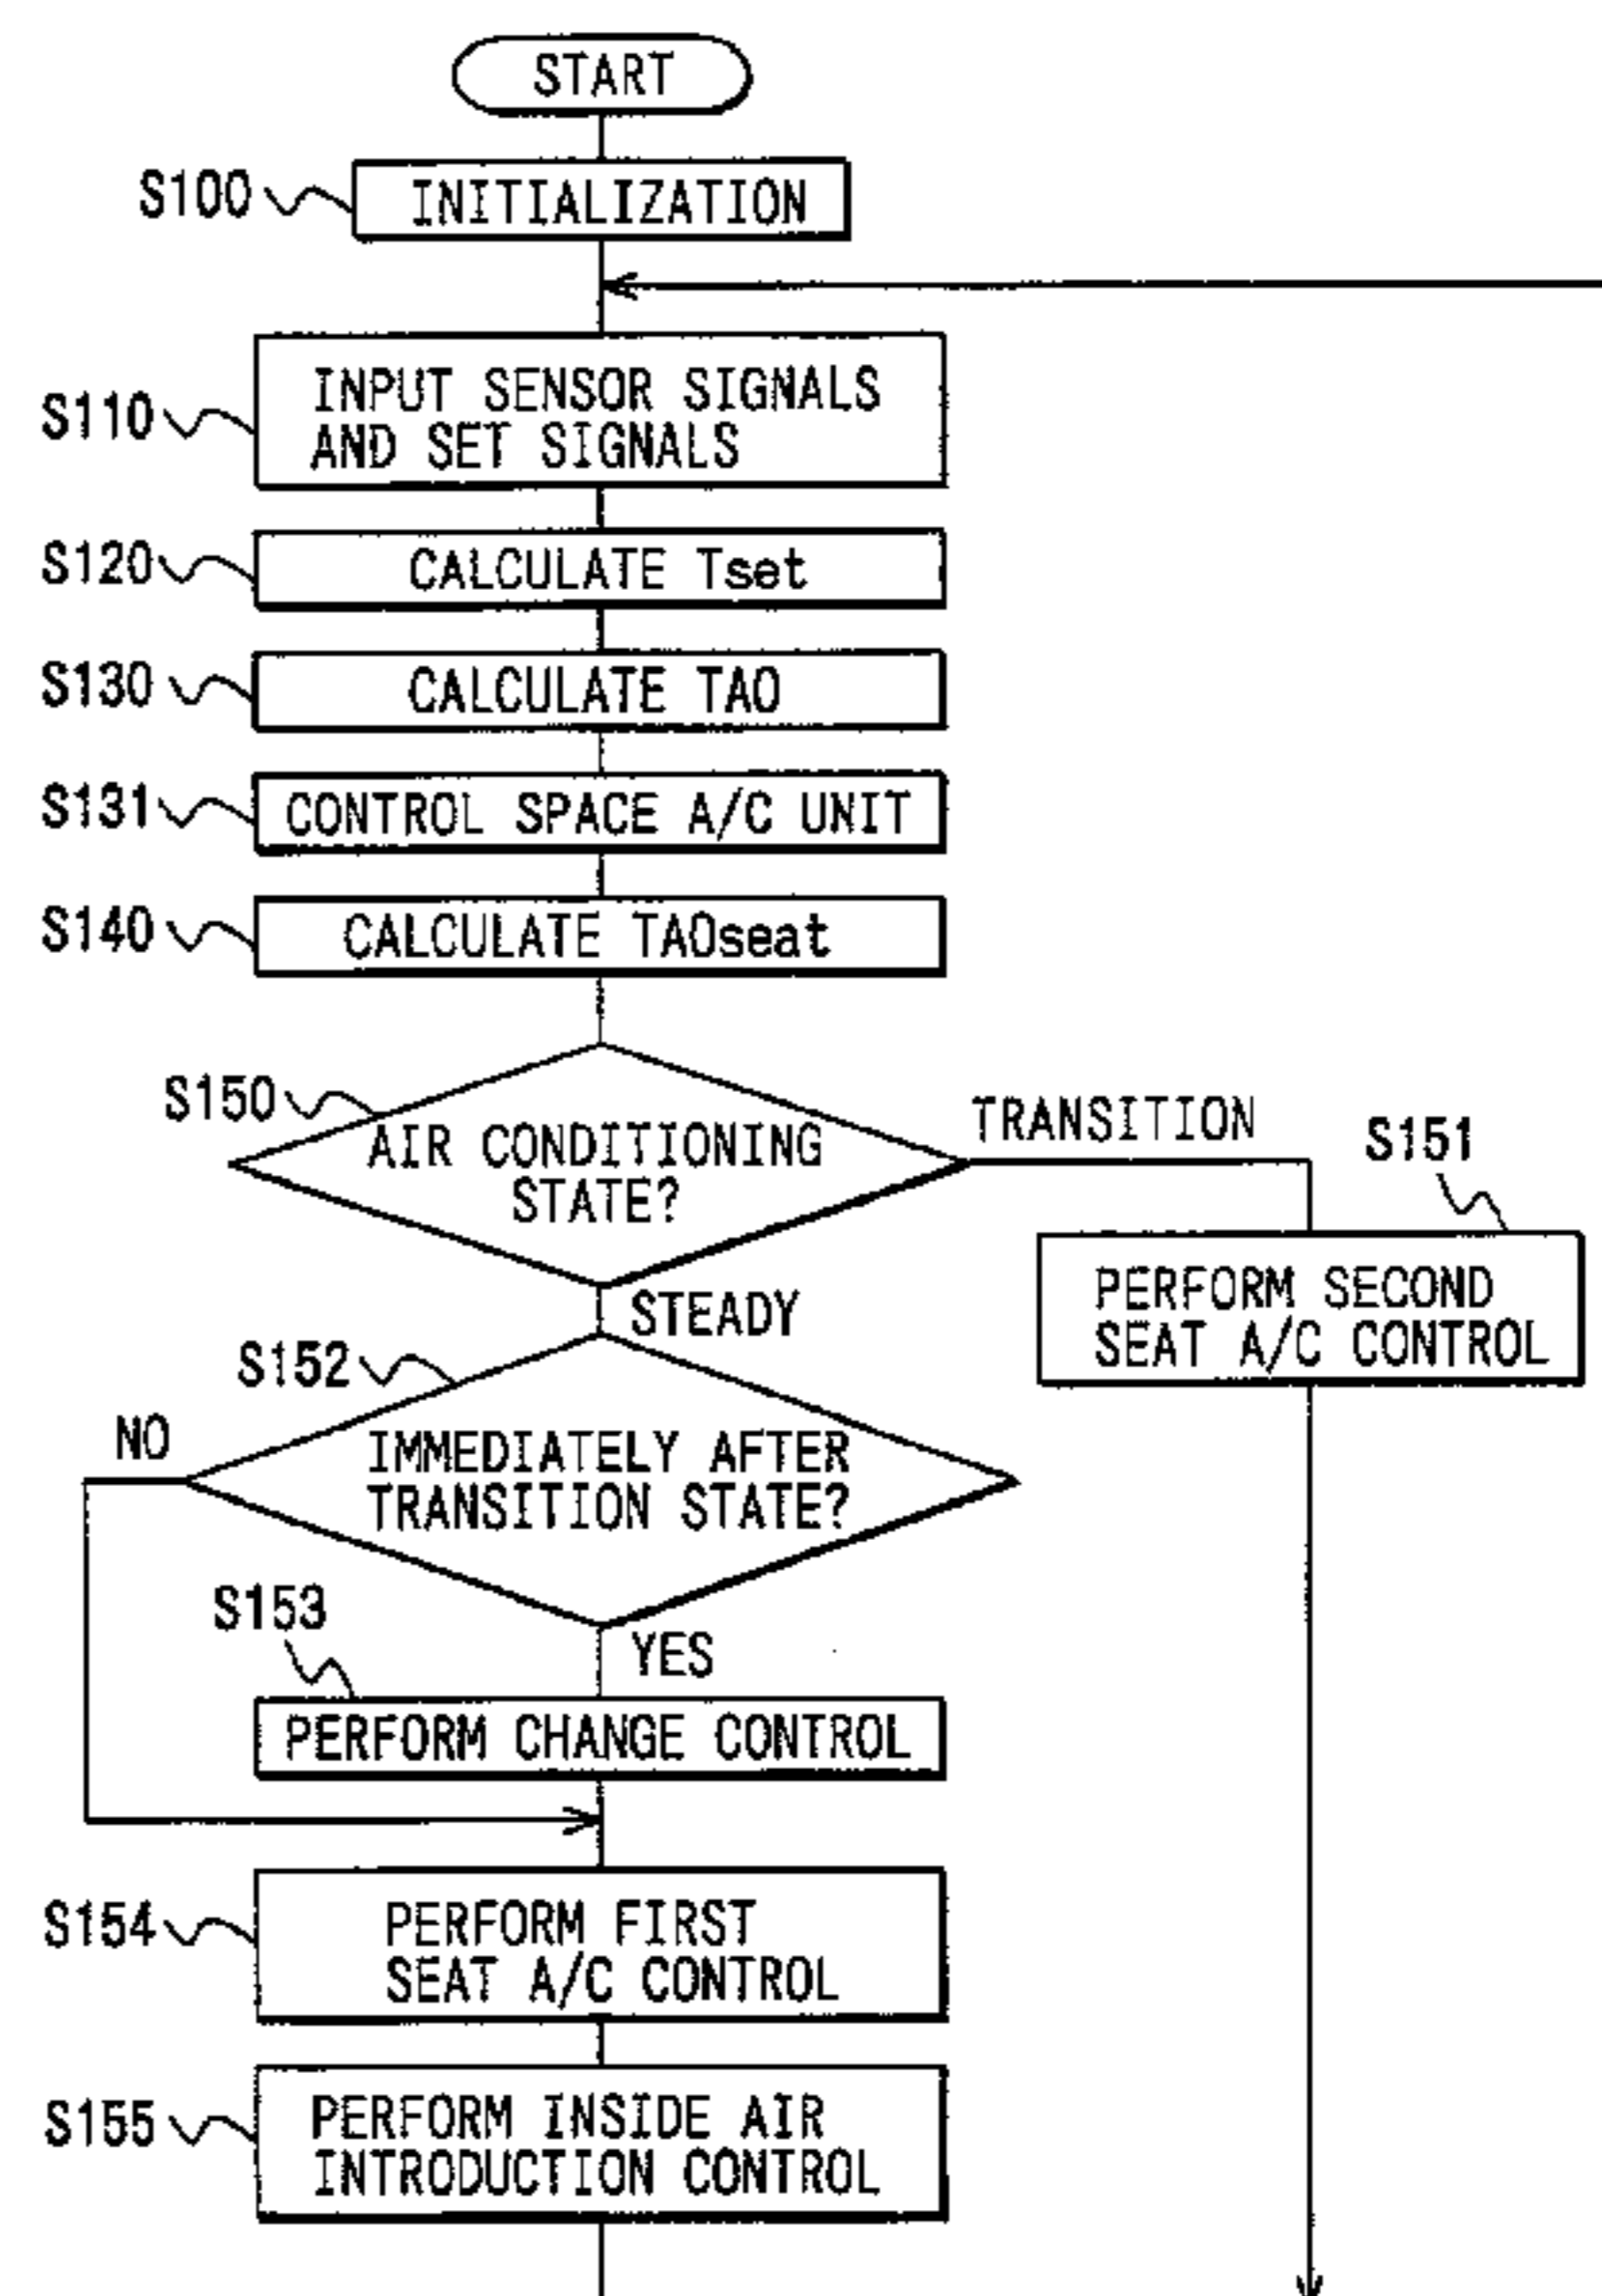 START
S100
INITIALIZATION
S110
INPUT SENSOR SIGNALS
AND SET SIGNALS
S120
CALCULATE Tset
S130
CALCULATE TAO
S131
CONTROL SPACE A/C UNIT
S140
CALCULATE TAOseat
S150
AIR CONDITIONING
STATE?
TRANSITION
S151
PERFORM SECOND
SEAT A/C CONTROL
STEADY
S152
NO
IMMEDIATELY AFTER
TRANSITION STATE?
S153
YES
PERFORM CHANGE CONTROL
S154
PERFORM FIRST
SEAT A/C CONTROL
S155
PERFORM INSIDE AIR
INTRODUCTION CONTROL